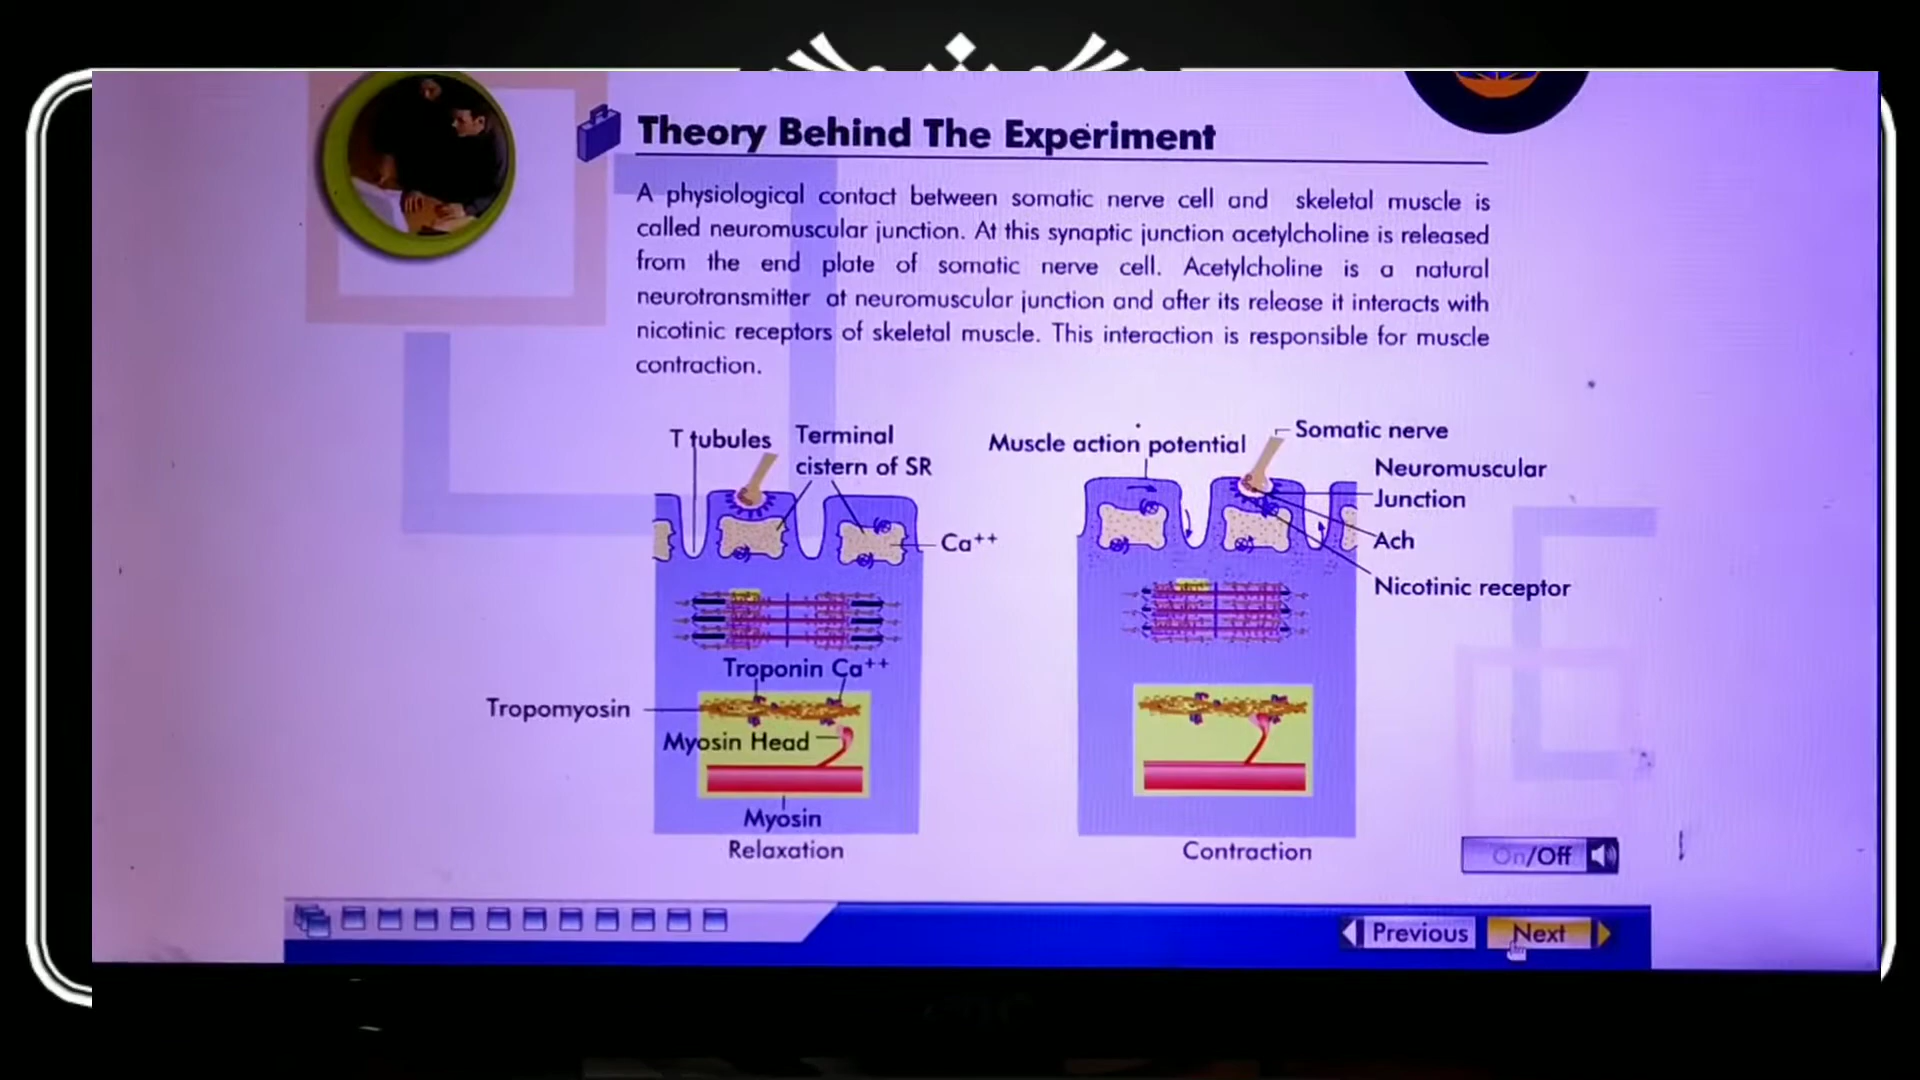 Theory Behind The Experiment
A physiological contact between somatic nerve cell and skeletal muscle is
called neuromuscular junction. At this synaptic junction acetylcholine is released
from the end plate of somatic nerve cell. Acetylcholine is a natural
neurotransmitter at neuromuscular junction and after its release it interacts with
nicotinic receptors of skeletal muscle. This interaction is responsible for muscle
contraction.
T tubules
Terminal
cistern of SR
Ca++
Troponin Ca++
Tropomyosin
Myosin Head
Myosin
Relaxation
Muscle action potential
Somatic nerve
Neuromuscular
Junction
Ach
Nicotinic receptor
Contraction
On/Off
Previous
Next